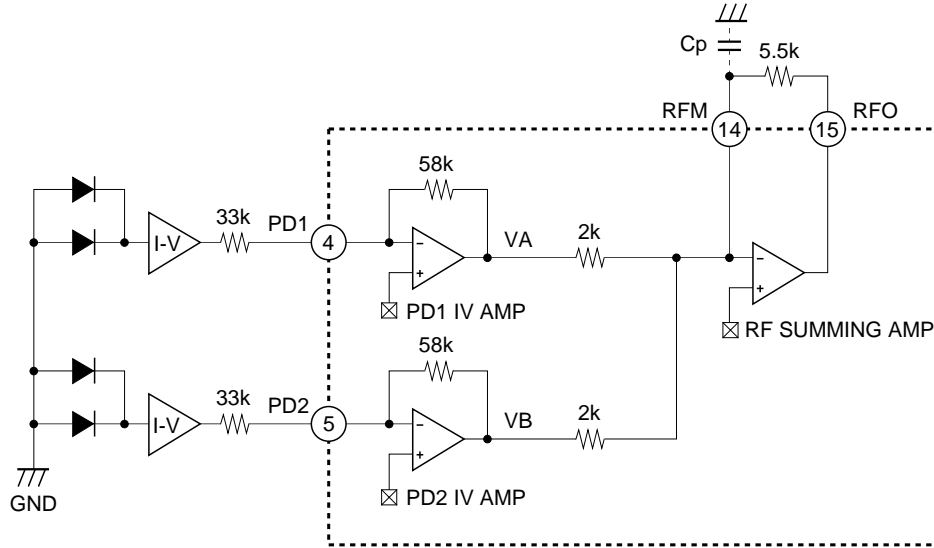 Cp
5.5k
RFM
14
15
RFO
58k
33k
PD1
4
I-V
VA
2k
–
+
PD1 IV AMP
–
+
RF SUMMING AMP
58k
33k
PD2
5
I-V
VB
2k
–
+
PD2 IV AMP
GND